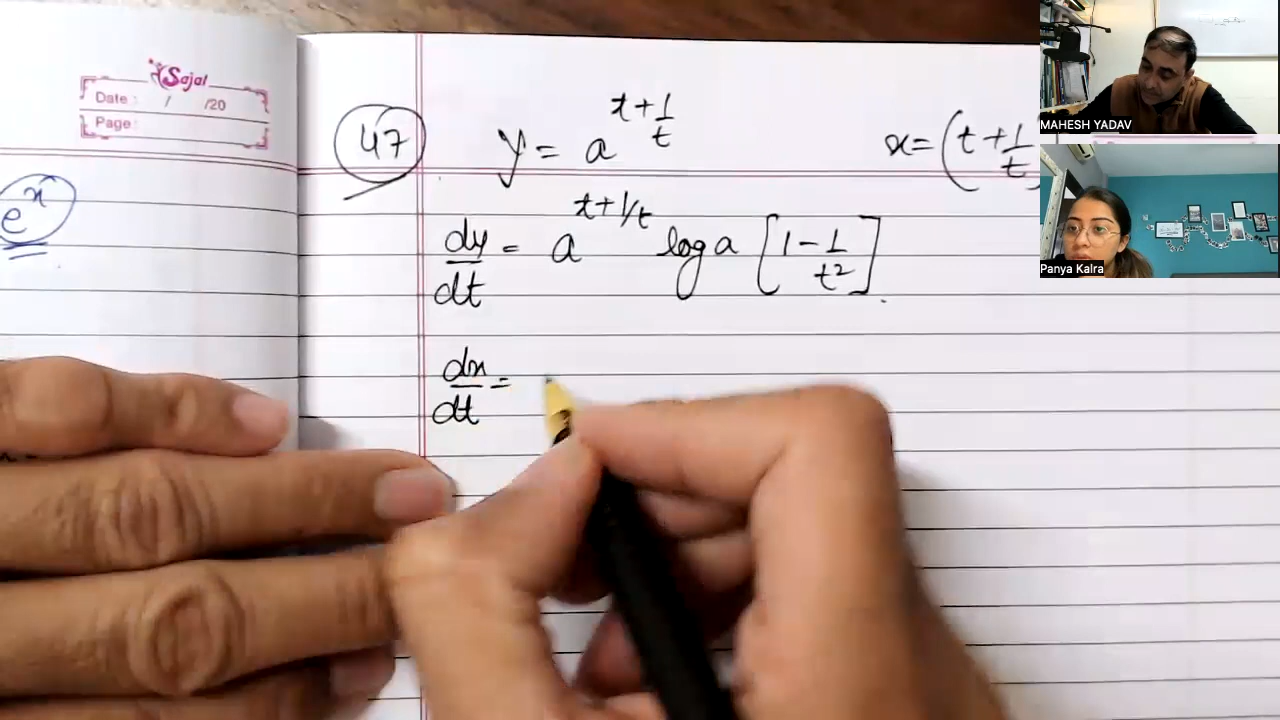 Sajal
Date : / /20
Page :
e^x
47
y = a^{t+1/t}
x = (t + 1/t
dy/dt = a^{t+1/t} log a [1 - 1/t²]
dx/dt =
MAHESH YADAV
Panya Kalra